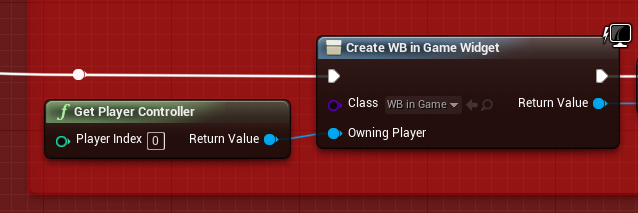 Create WB in Game Widget
Class WB in Game Return Value
Owning Player
f Get Player Controller
Player Index 0 Return Value